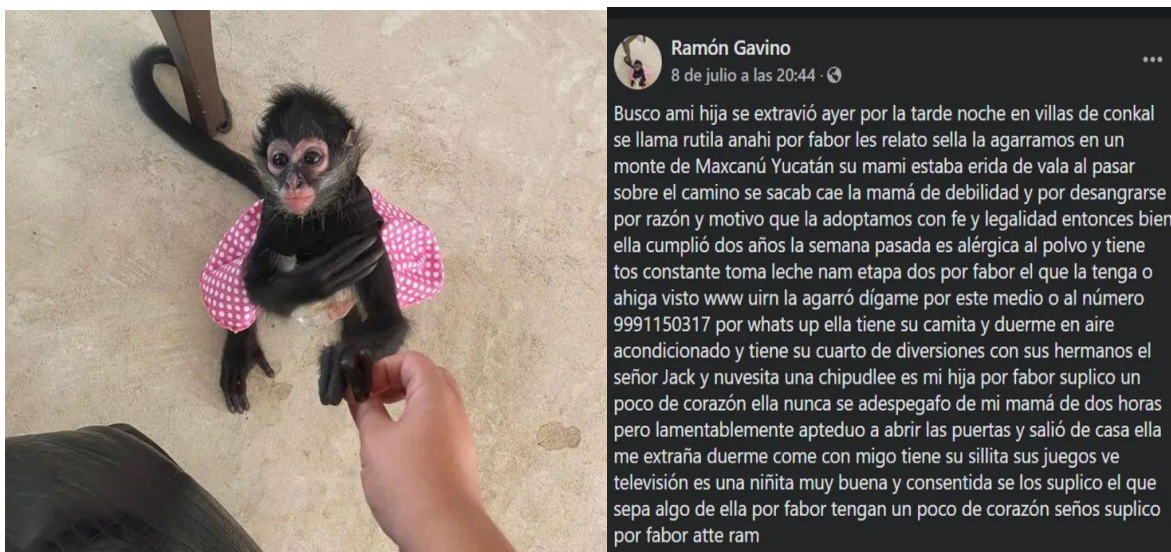 Ramón Gavino
8 de julio a las 20:44 ·
Busco ami hija se extravió ayer por la tarde noche en villas de conkal
se llama rutila anahi por fabor les relato sella la agarramos en un
monte de Maxcanú Yucatán su mami estaba erida de vala al pasar
sobre el camino se sacab cae la mamá de debilidad y por desangrarse
por razón y motivo que la adoptamos con fe y legalidad entonces bien
ella cumplió dos años la semana pasada es alérgica al polvo y tiene
tos constante toma leche nam etapa dos por fabor el que la tenga o
ahiga visto www uirn la agarró dígame por este medio o al número
9991150317 por whats up ella tiene su camita y duerme en aire
acondicionado y tiene su cuarto de diversiones con sus hermanos el
señor Jack y nuvesita una chipudlee es mi hija por fabor suplico un
poco de corazón ella nunca se adespegafo de mi mamá de dos horas
pero lamentablemente apteduo a abrir las puertas y salió de casa ella
me extraña duerme come con migo tiene su sillita sus juegos ve
televisión es una niñita muy buena y consentida se los suplico el que
sepa algo de ella por fabor tengan un poco de corazón seños suplico
por fabor atte ram